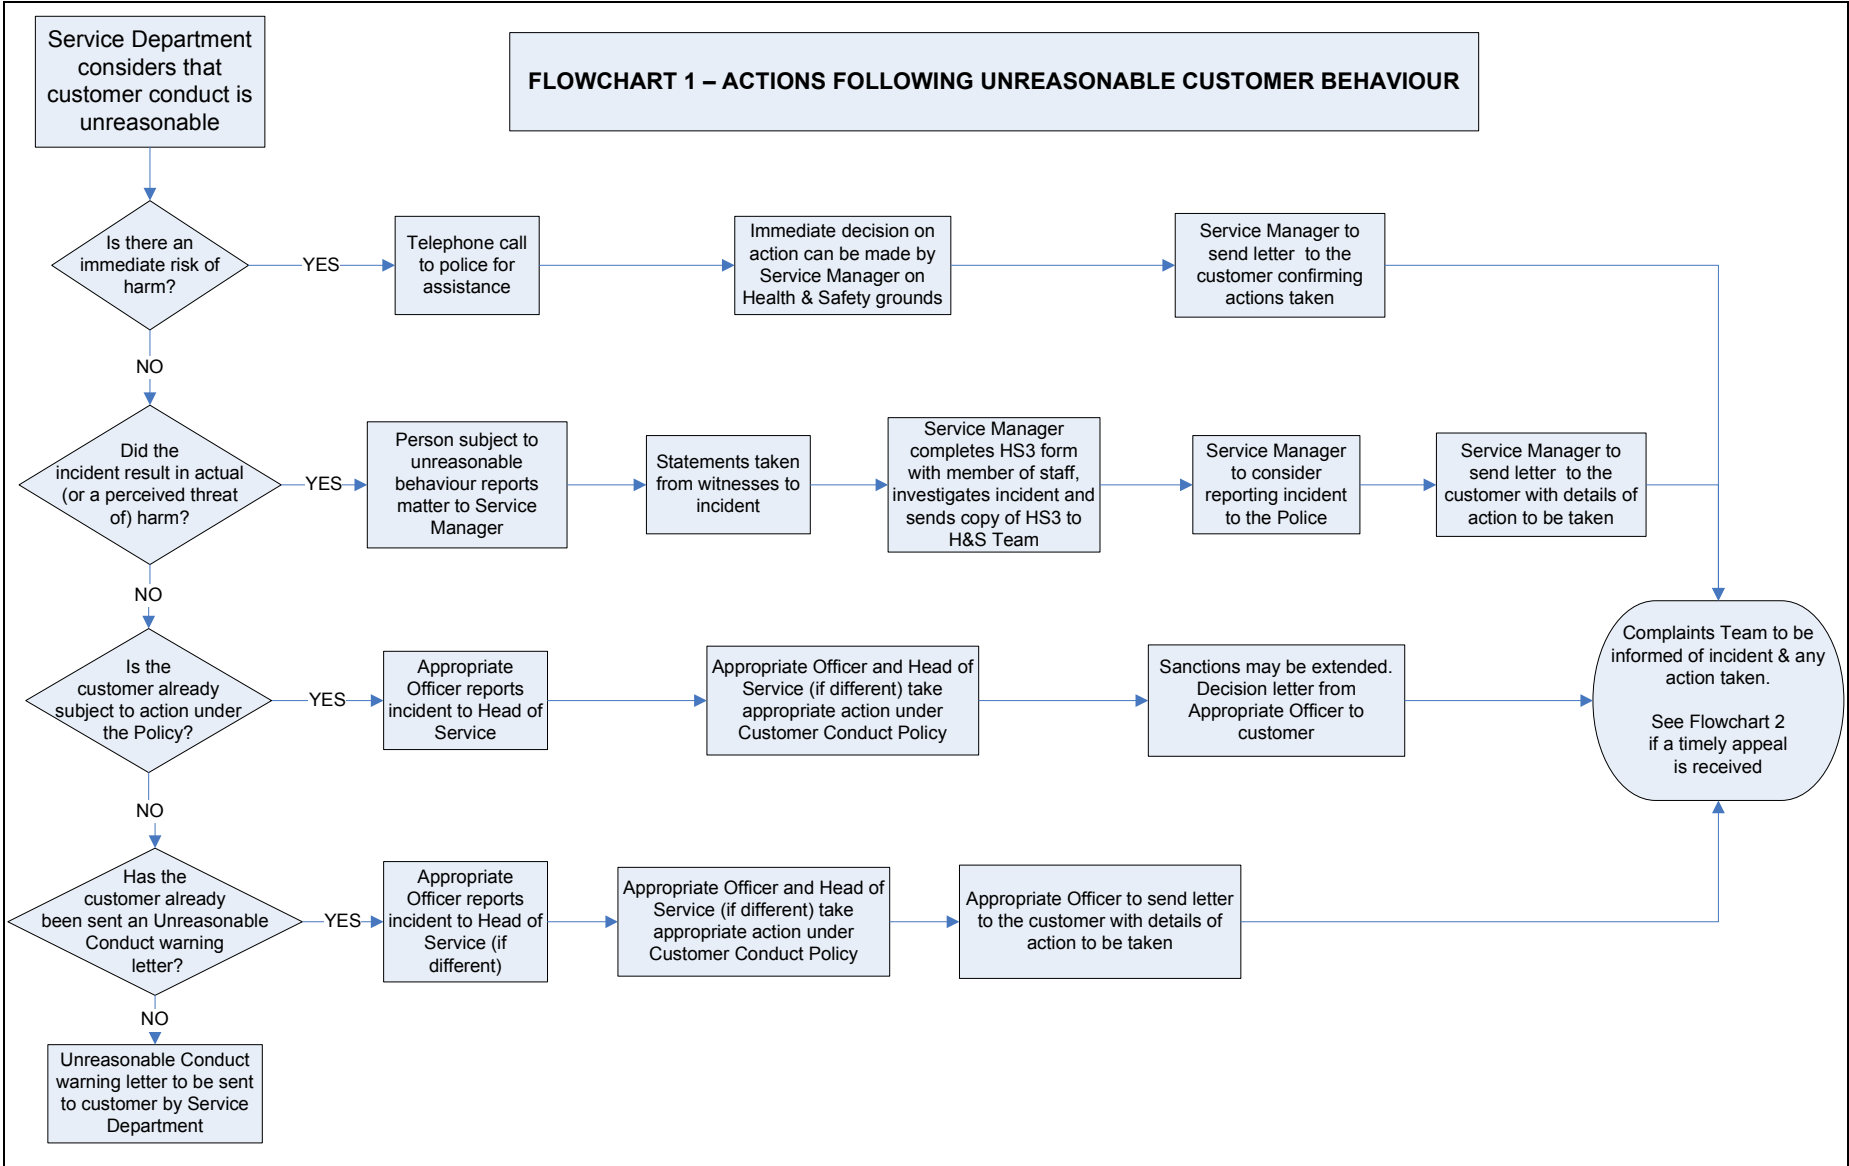 Service Department
considers that
customer conduct is
unreasonable
FLOWCHART 1 – ACTIONS FOLLOWING UNREASONABLE CUSTOMER BEHAVIOUR
Is there an
immediate risk of
harm?
YES
Telephone call
to police for
assistance
Immediate decision on
action can be made by
Service Manager on
Health & Safety grounds
Service Manager to
send letter to the
customer confirming
actions taken
NO
Did the
incident result in actual
(or a perceived threat
of) harm?
YES
Person subject to
unreasonable
behaviour reports
matter to Service
Manager
Statements taken
from witnesses to
incident
Service Manager
completes HS3 form
with member of staff,
investigates incident and
sends copy of HS3 to
H&S Team
Service Manager
to consider
reporting incident
to the Police
Service Manager to
send letter to the
customer with details of
action to be taken
NO
Is the
customer already
subject to action under
the Policy?
YES
Appropriate
Officer reports
incident to Head of
Service
Appropriate Officer and Head of
Service (if different) take
appropriate action under
Customer Conduct Policy
Sanctions may be extended.
Decision letter from
Appropriate Officer to
customer
Complaints Team to be
informed of incident & any
action taken.
See Flowchart 2
if a timely appeal
is received
NO
Has the
customer already
been sent an Unreasonable
Conduct warning
letter?
YES
Appropriate
Officer reports
incident to Head of
Service (if
different)
Appropriate Officer and Head of
Service (if different) take
appropriate action under
Customer Conduct Policy
Appropriate Officer to send letter
to the customer with details of
action to be taken
NO
Unreasonable Conduct
warning letter to be sent
to customer by Service
Department